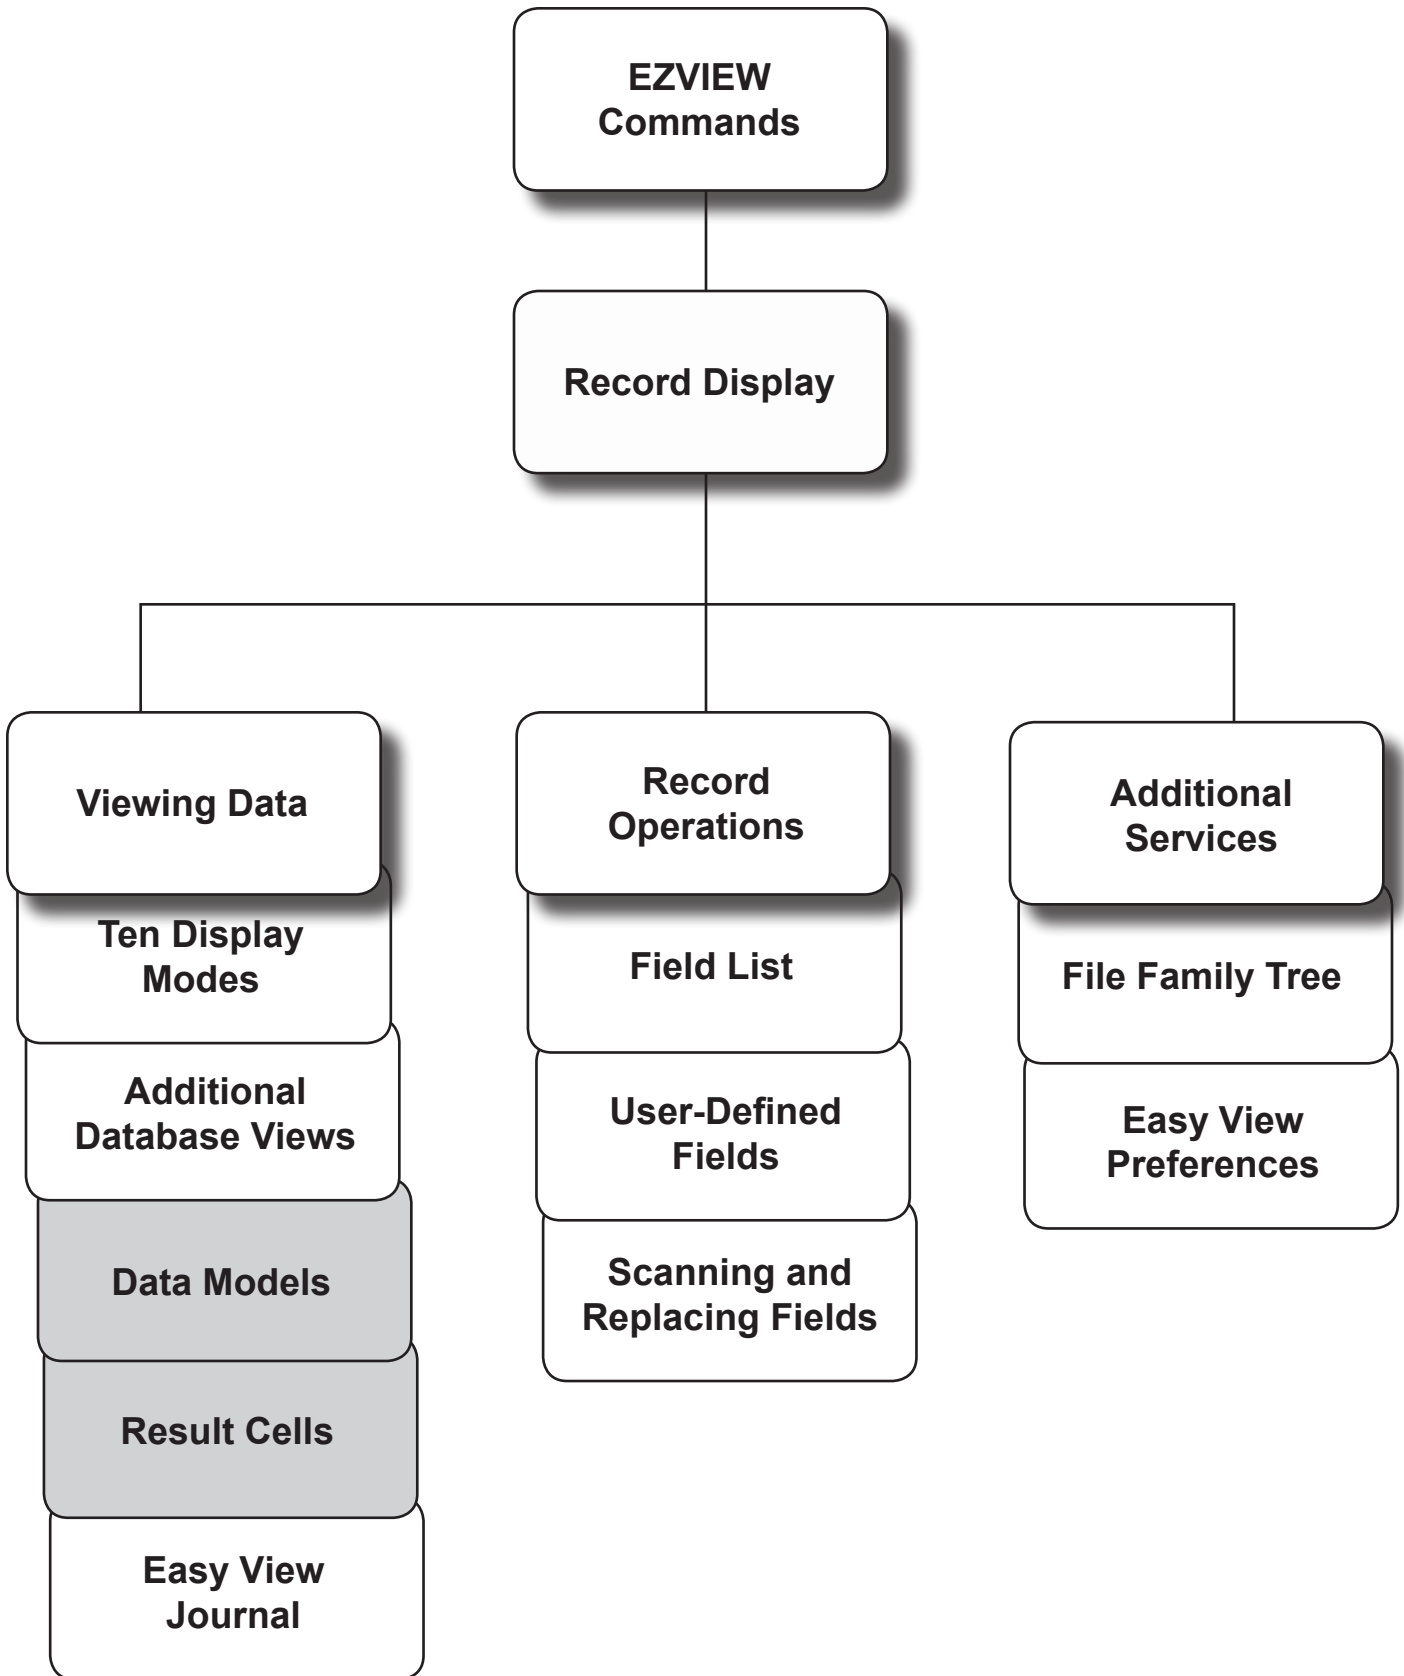 EZVIEW
Commands
Record Display
Viewing Data
Ten Display
Modes
Additional
Database Views
Data Models
Result Cells
Easy View
Journal
Record
Operations
Field List
User-Defined
Fields
Scanning and
Replacing Fields
Additional
Services
File Family Tree
Easy View
Preferences